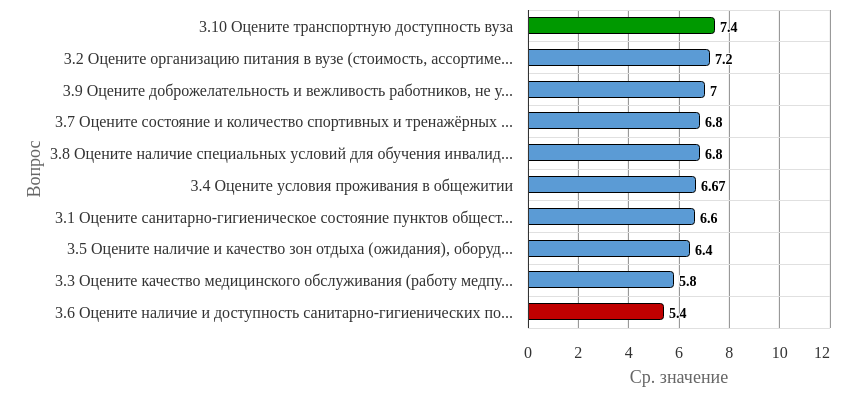 3.10 Оцените транспортную доступность вуза 7.4
3.2 Оцените организацию питания в вузе (стоимость, ассортиме... 7.2
3.9 Оцените доброжелательность и вежливость работников, не у... 7
3.7 Оцените состояние и количество спортивных и тренажёрных ... 6.8
3.8 Оцените наличие специальных условий для обучения инвалид... 6.8
3.4 Оцените условия проживания в общежитии 6.67
3.1 Оцените санитарно-гигиеническое состояние пунктов общест... 6.6
3.5 Оцените наличие и качество зон отдыха (ожидания), оборуд... 6.4
3.3 Оцените качество медицинского обслуживания (работу медпу... 5.8
3.6 Оцените наличие и доступность санитарно-гигиенических по... 5.4
Вопрос
0 2 4 6 8 10 12
Ср. значение